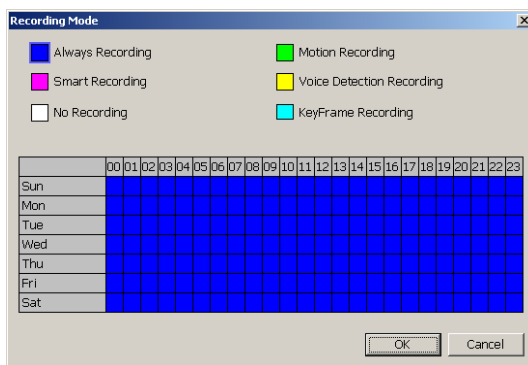 Recording Mode
Always Recording
Motion Recording
Smart Recording
Voice Detection Recording
No Recording
KeyFrame Recording
00 01 02 03 04 05 06 07 08 09 10 11 12 13 14 15 16 17 18 19 20 21 22 23
Sun
Mon
Tue
Wed
Thu
Fri
Sat
OK Cancel